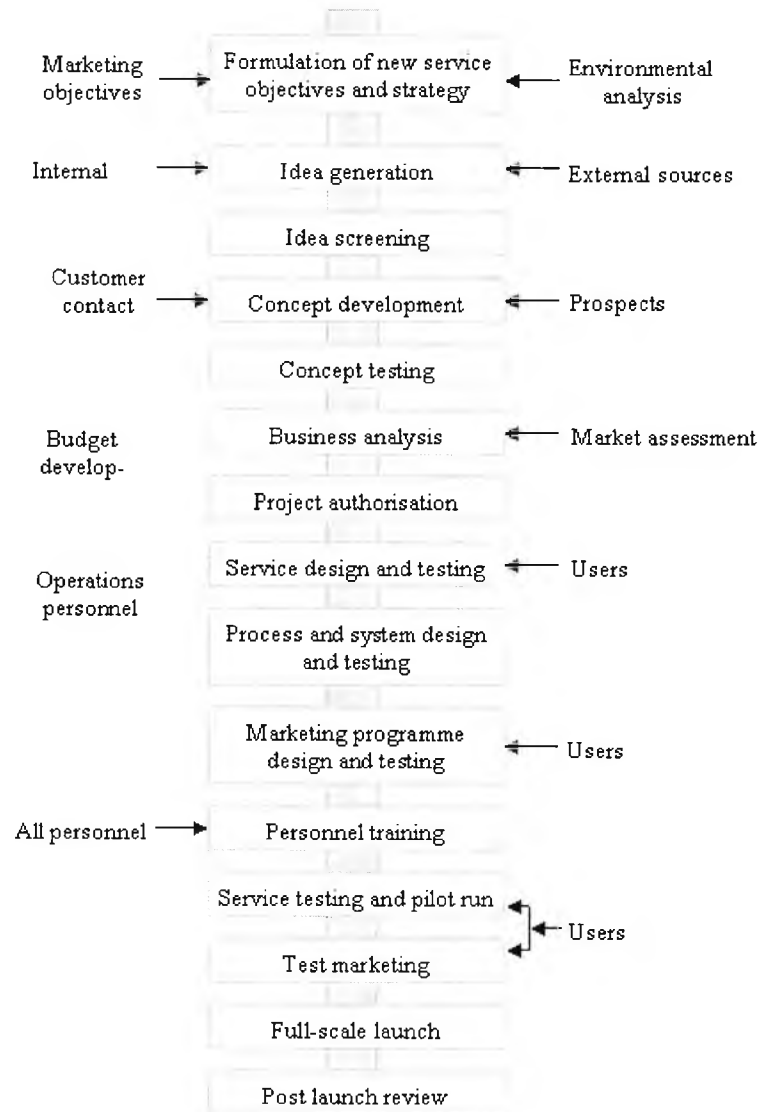 Marketing
objectives
Formulation of new service
objectives and strategy
Environmental
analysis
Internal
Idea generation
External sources
Idea screening
Customer
contact
Concept development
Prospects
Concept testing
Budget
develop-
Business analysis
Market assessment
Project authorisation
Operations
personnel
Service design and testing
Users
Process and system design
and testing
Marketing programme
design and testing
Users
All personnel
Personnel training
Service testing and pilot run
Users
Test marketing
Full-scale launch
Post launch review